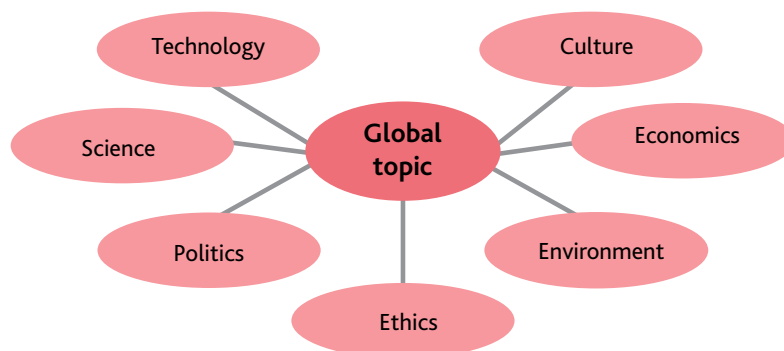 Technology
Culture
Global
topic
Economics
Science
Politics
Environment
Ethics